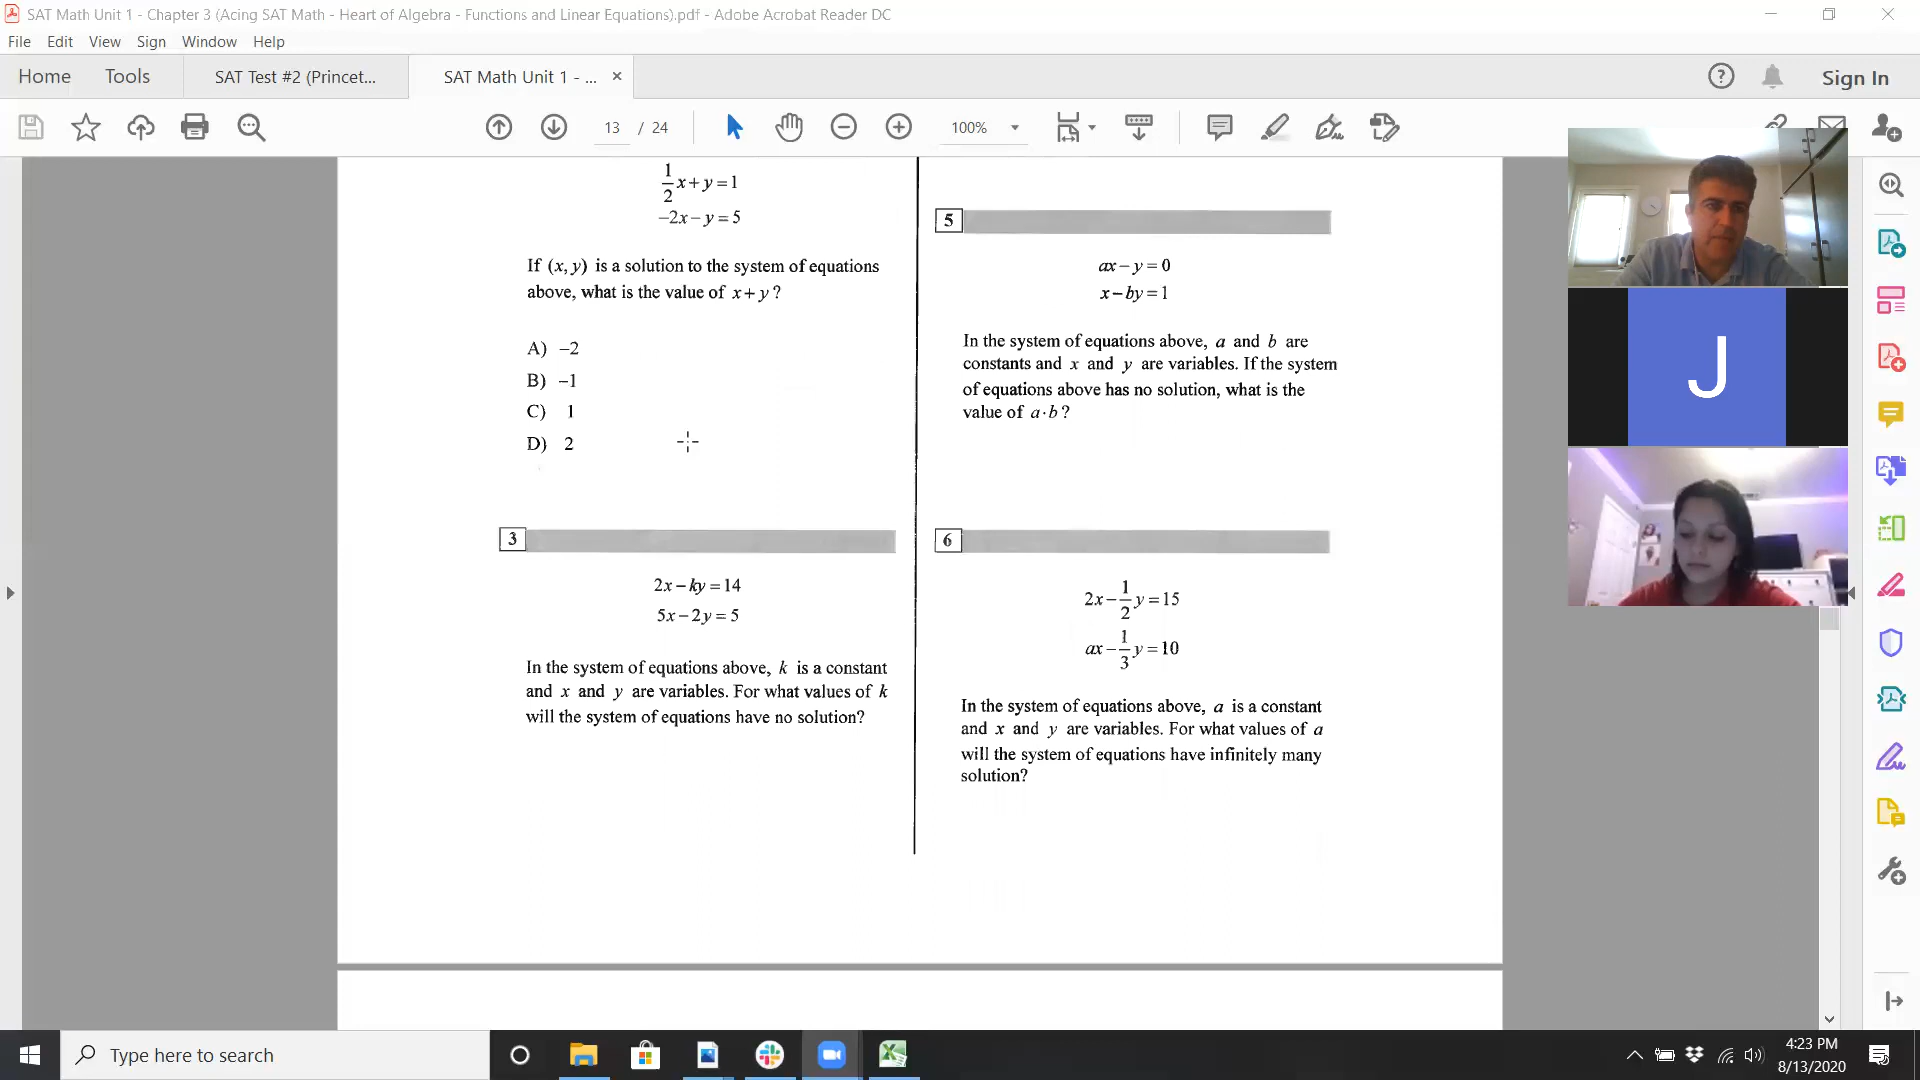 SAT Math Unit 1 - Chapter 3 (Acing SAT Math - Heart of Algebra - Functions and Linear Equations).pdf - Adobe Acrobat Reader DC
File Edit View Sign Window Help
Home Tools SAT Test #2 (Princet... SAT Math Unit 1 - ... × Sign In
13 / 24 100%
1/2 x + y = 1
-2x - y = 5
If (x, y) is a solution to the system of equations
above, what is the value of x + y ?
A) -2
B) -1
C) 1
D) 2
3
2x - ky = 14
5x - 2y = 5
In the system of equations above, k is a constant
and x and y are variables. For what values of k
will the system of equations have no solution?
5
ax - y = 0
x - by = 1
In the system of equations above, a and b are
constants and x and y are variables. If the system
of equations above has no solution, what is the
value of a · b ?
6
2x - 1/2 y = 15
ax - 1/3 y = 10
In the system of equations above, a is a constant
and x and y are variables. For what values of a
will the system of equations have infinitely many
solution?
J
Type here to search
4:23 PM
8/13/2020